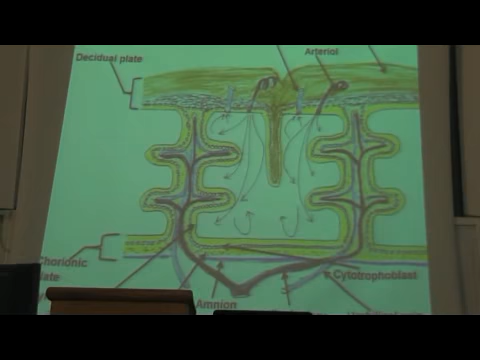 Decidual plate
Arteriol
Chorionic
plate
Cytotrophoblast
Amnion